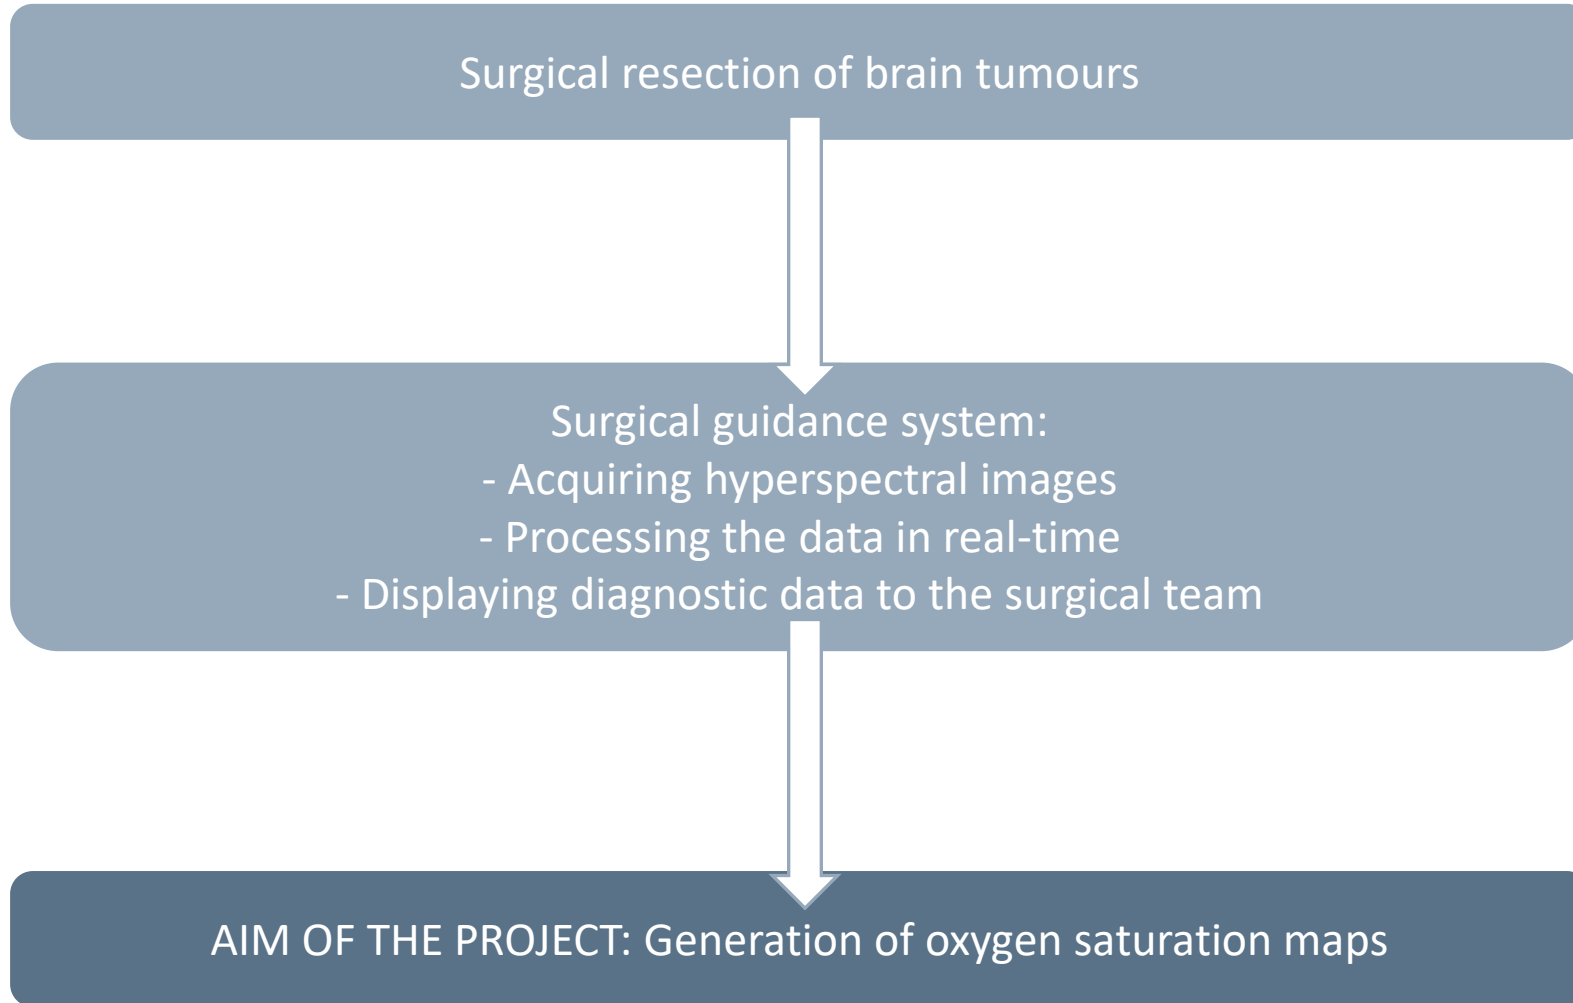 Surgical resection of brain tumours
Surgical guidance system:
- Acquiring hyperspectral images
- Processing the data in real-time
- Displaying diagnostic data to the surgical team
AIM OF THE PROJECT: Generation of oxygen saturation maps